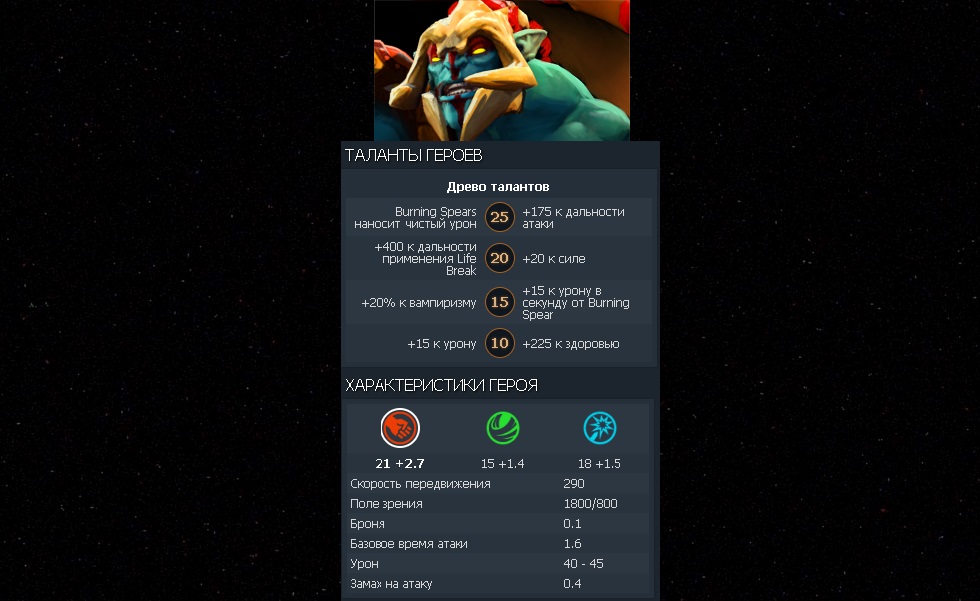 ТАЛАНТЫ ГЕРОЕВ
Древо талантов
Burning Spears
наносит чистый урон
25
+175 к дальности
атаки
+400 к дальности
применения Life
Break
20
+20 к силе
+20% к вампиризму
15
+15 к урону в
секунду от Burning
Spear
+15 к урону
10
+225 к здоровью
ХАРАКТЕРИСТИКИ ГЕРОЯ
21 +2.7 15 +1.4 18 +1.5
Скорость передвижения 290
Поле зрения 1800/800
Броня 0.1
Базовое время атаки 1.6
Урон 40 - 45
Замах на атаку 0.4